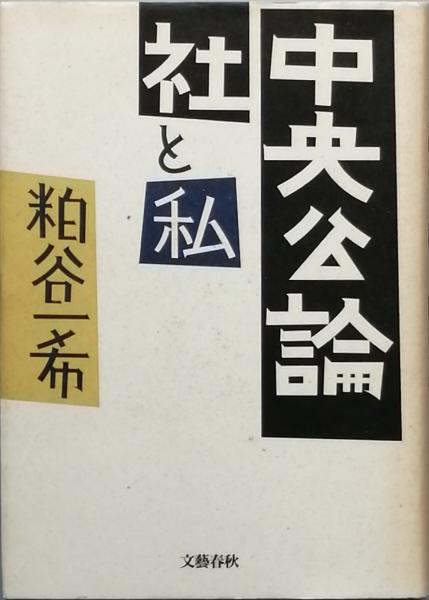 中央公論
社と私
粕谷一希
文藝春秋